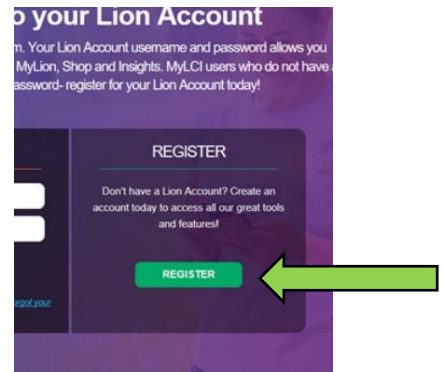 o your Lion Account
n. Your Lion Account username and password allows you
MyLion, Shop and Insights. MyLCI users who do not have a
assword- register for your Lion Account today!
REGISTER
Don't have a Lion Account? Create an
account today to access all our great tools
and features!
REGISTER
orgot your